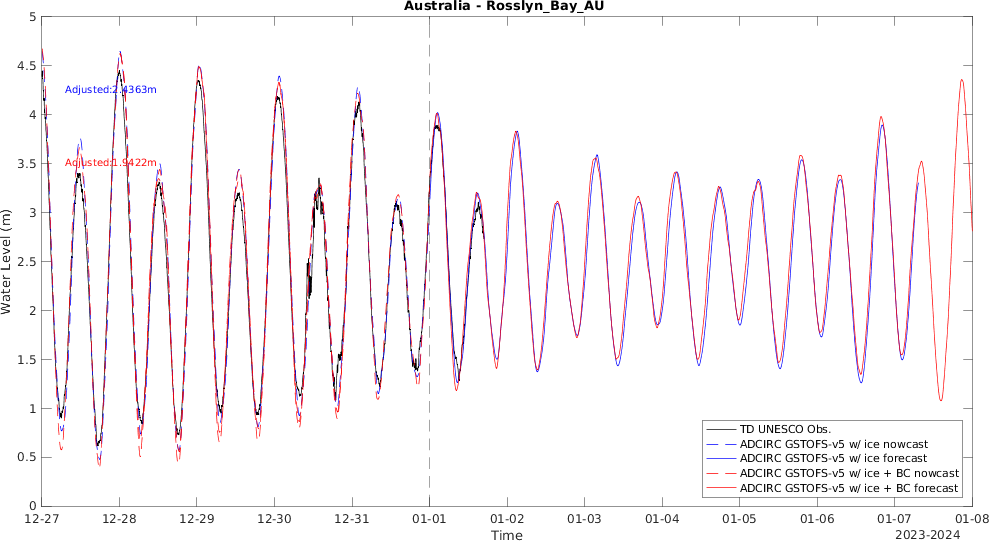 Australia - Rosslyn_Bay_AU
Water Level (m)
5
4.5
4
3.5
3
2.5
2
1.5
1
0.5
0
Adjusted:2.4363m
Adjusted:1.9422m
TD UNESCO Obs.
ADCIRC GSTOFS-v5 w/ ice nowcast
ADCIRC GSTOFS-v5 w/ ice forecast
ADCIRC GSTOFS-v5 w/ ice + BC nowcast
ADCIRC GSTOFS-v5 w/ ice + BC forecast
12-27 12-28 12-29 12-30 12-31 01-01 01-02 01-03 01-04 01-05 01-06 01-07 01-08
Time
2023-2024